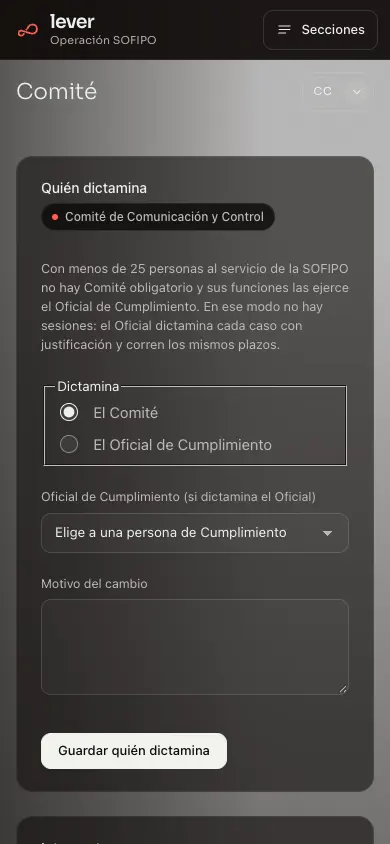 lever
Operación SOFIPO
Secciones
Comité
CC
Quién dictamina
Comité de Comunicación y Control
Con menos de 25 personas al servicio de la SOFIPO
no hay Comité obligatorio y sus funciones las ejerce
el Oficial de Cumplimiento. En ese modo no hay
sesiones: el Oficial dictamina cada caso con
justificación y corren los mismos plazos.
Dictamina
El Comité
El Oficial de Cumplimiento
Oficial de Cumplimiento (si dictamina el Oficial)
Elige a una persona de Cumplimiento
Motivo del cambio
Guardar quién dictamina